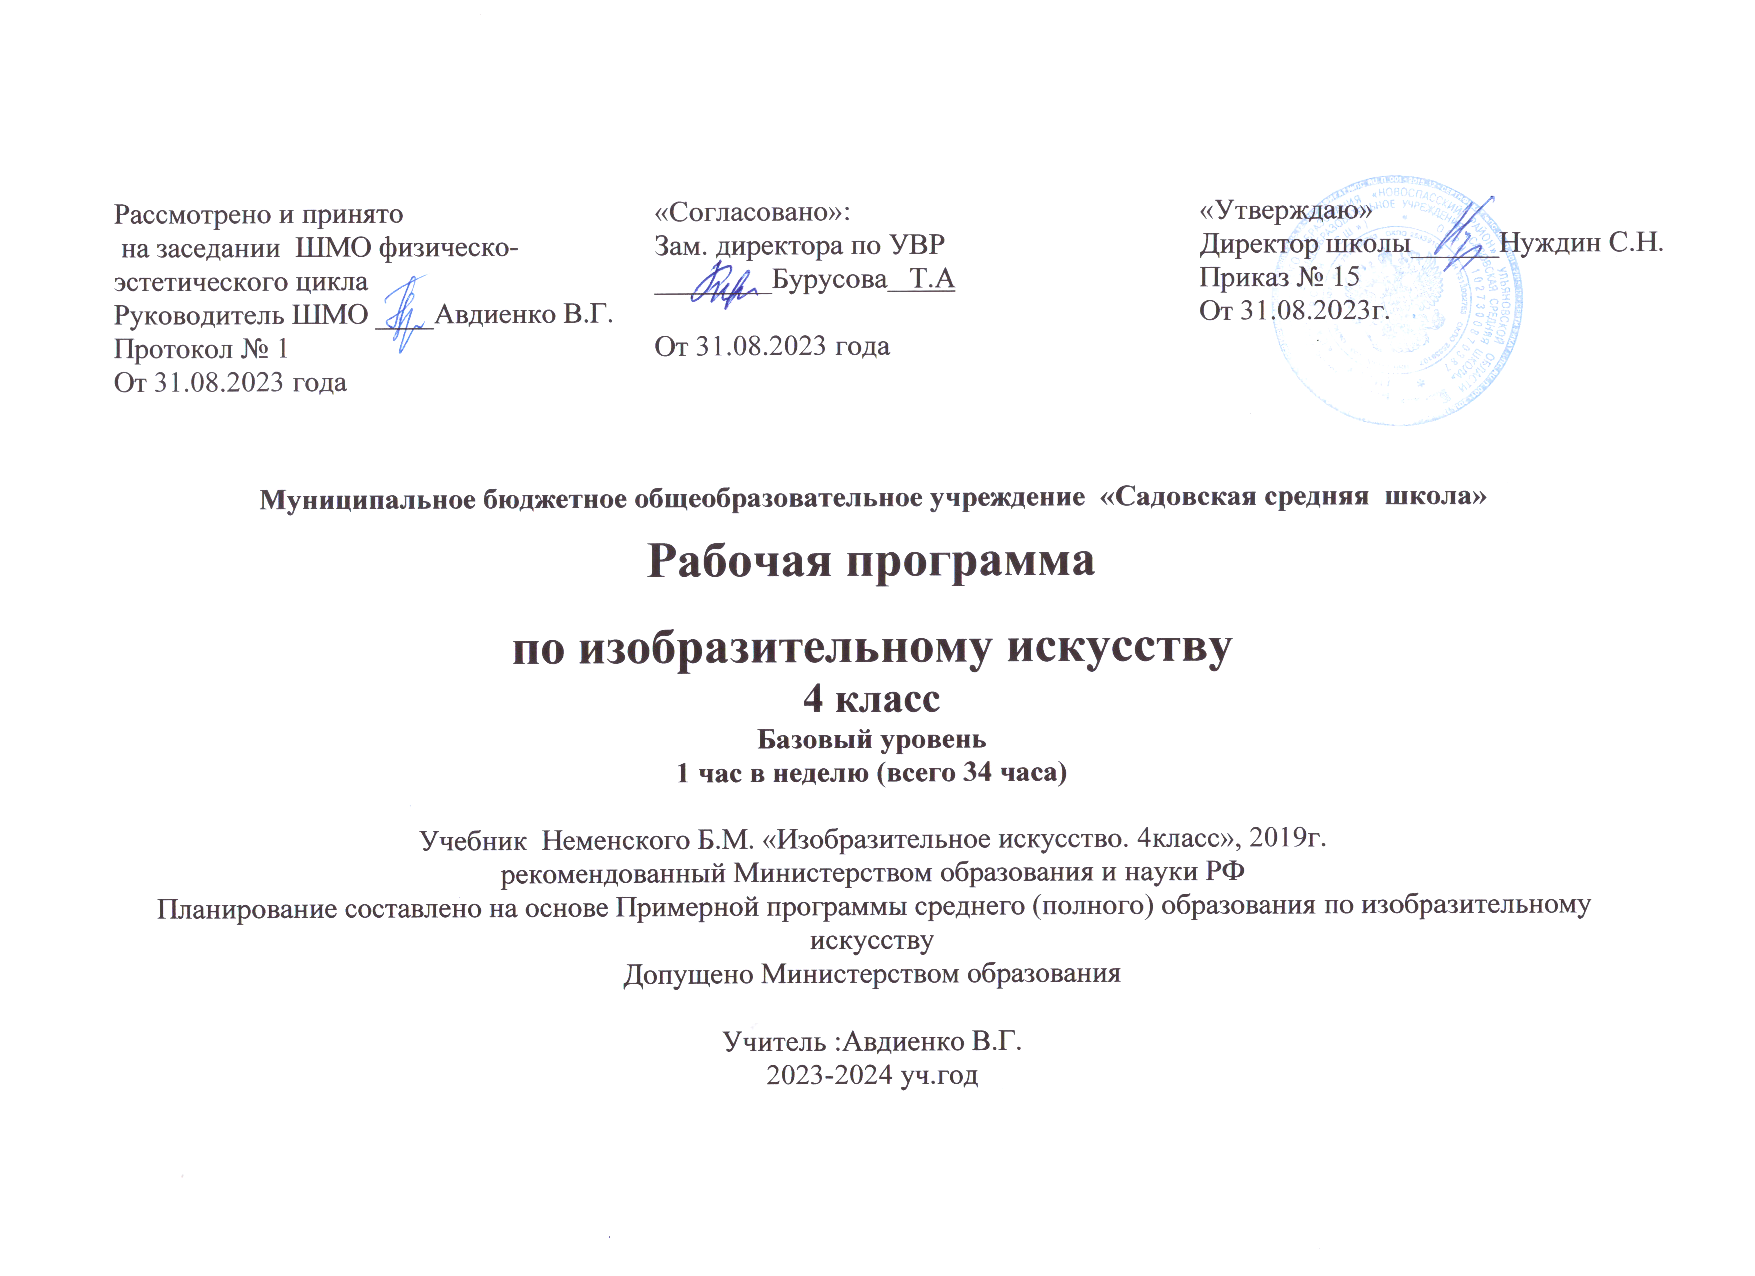 Рассмотрено и принято
на заседании ШМО физическо-
эстетического цикла
Руководитель ШМО ____Авдиенко В.Г.
Протокол № 1
От 31.08.2023 года
«Согласовано»:
Зам. директора по УВР
________Бурусова__Т.А
От 31.08.2023 года
«Утверждаю»
Директор школы______Нуждин С.Н.
Приказ № 15
От 31.08.2023г.
Муниципальное бюджетное общеобразовательное учреждение «Садовская средняя школа»
Рабочая программа
по изобразительному искусству
4 класс
Базовый уровень
1 час в неделю (всего 34 часа)
Учебник Неменского Б.М. «Изобразительное искусство. 4класс», 2019г.
рекомендованный Министерством образования и науки РФ
Планирование составлено на основе Примерной программы среднего (полного) образования по изобразительному
искусству
Допущено Министерством образования
Учитель :Авдиенко В.Г.
2023-2024 уч.год